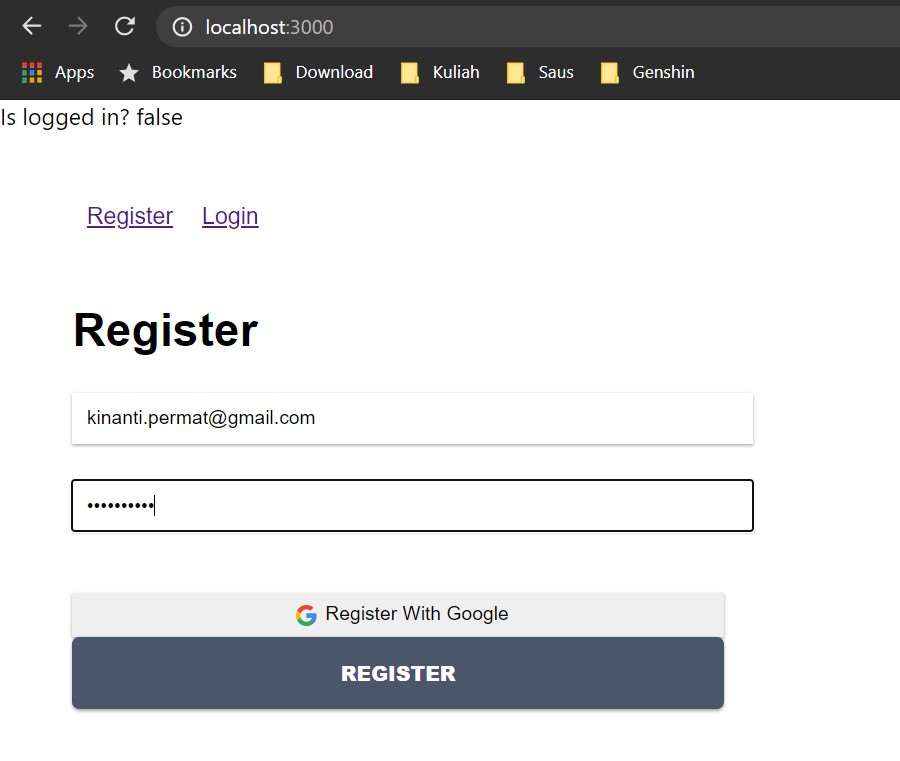 localhost:3000
Apps Bookmarks Download Kuliah Saus Genshin
Is logged in? false
Register Login
Register
kinanti.permat@gmail.com
••••••••••
Register With Google
REGISTER